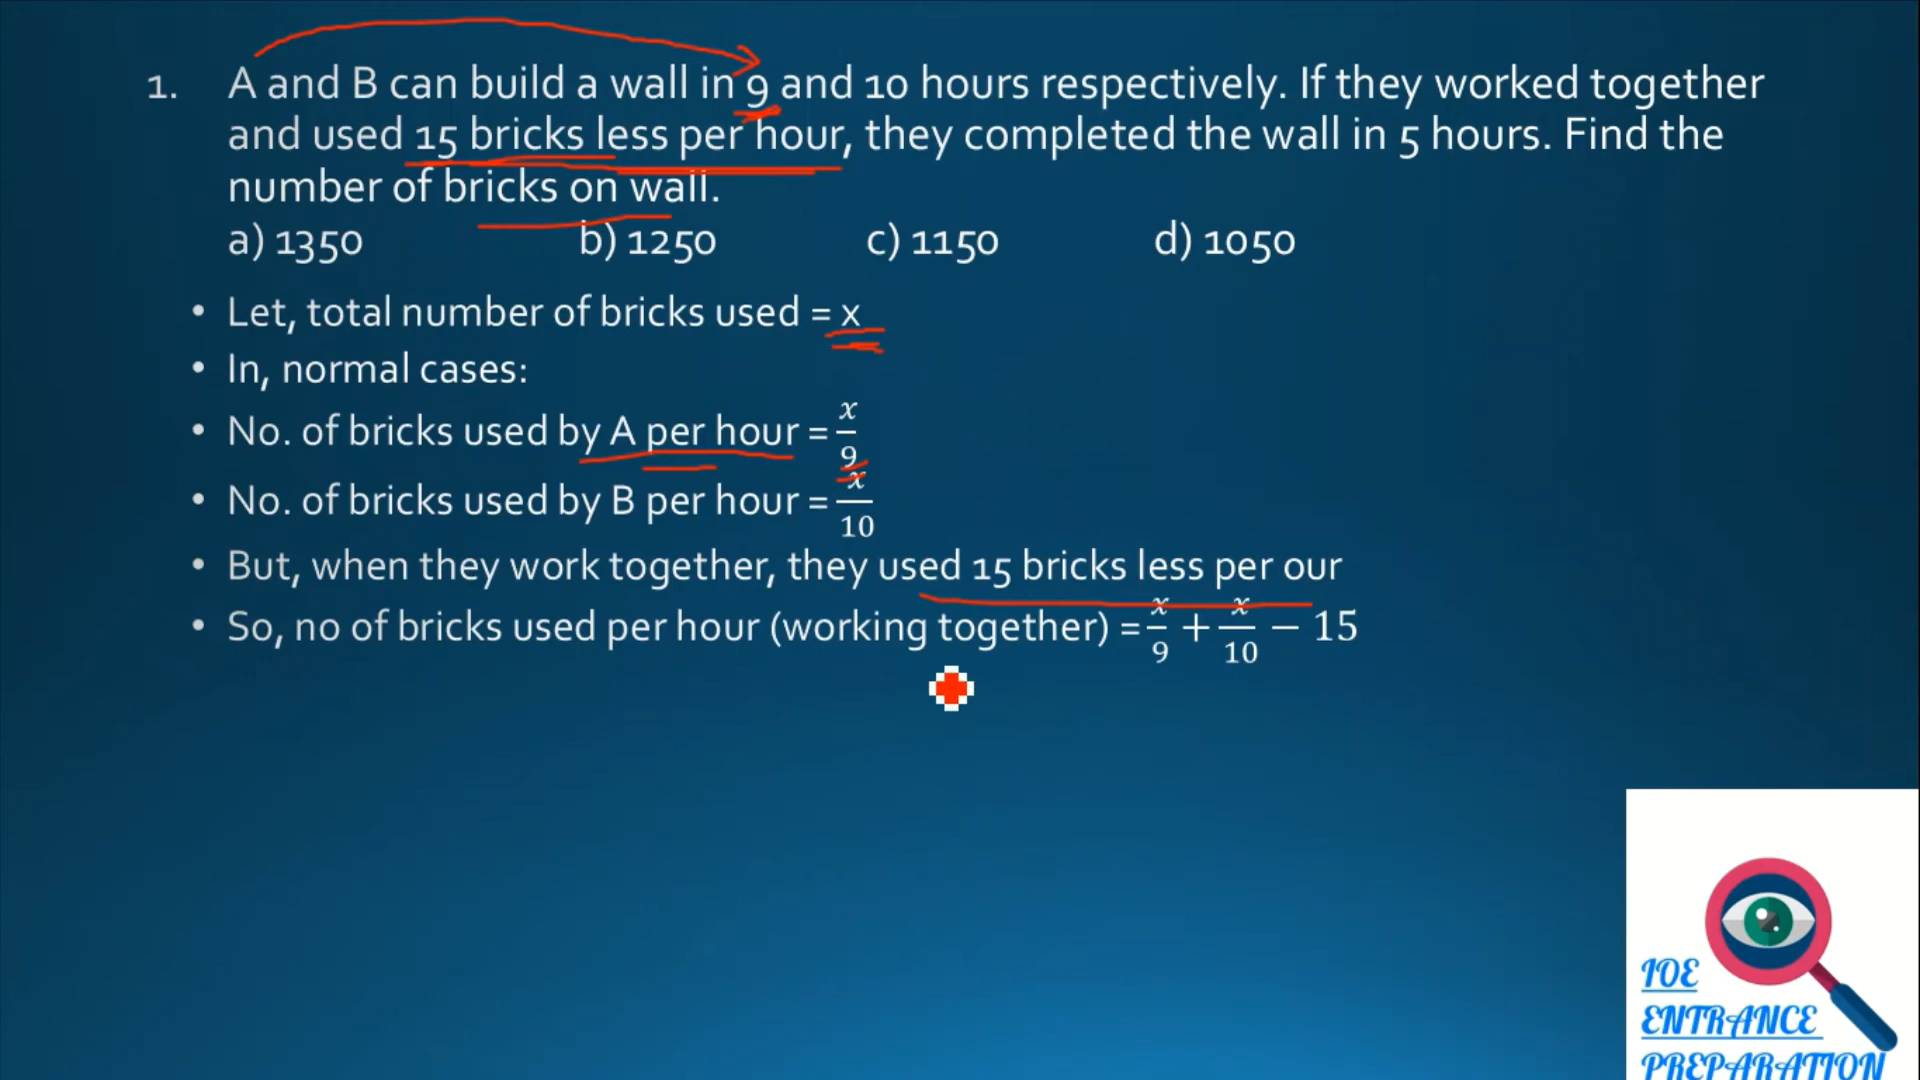 1. A and B can build a wall in 9 and 10 hours respectively. If they worked together
and used 15 bricks less per hour, they completed the wall in 5 hours. Find the
number of bricks on wall.
a) 1350 b) 1250 c) 1150 d) 1050
• Let, total number of bricks used = x
• In, normal cases:
• No. of bricks used by A per hour = x/9
• No. of bricks used by B per hour = x/10
• But, when they work together, they used 15 bricks less per our
• So, no of bricks used per hour (working together) = x/9 + x/10 − 15
IOE
ENTRANCE
PREPARATION